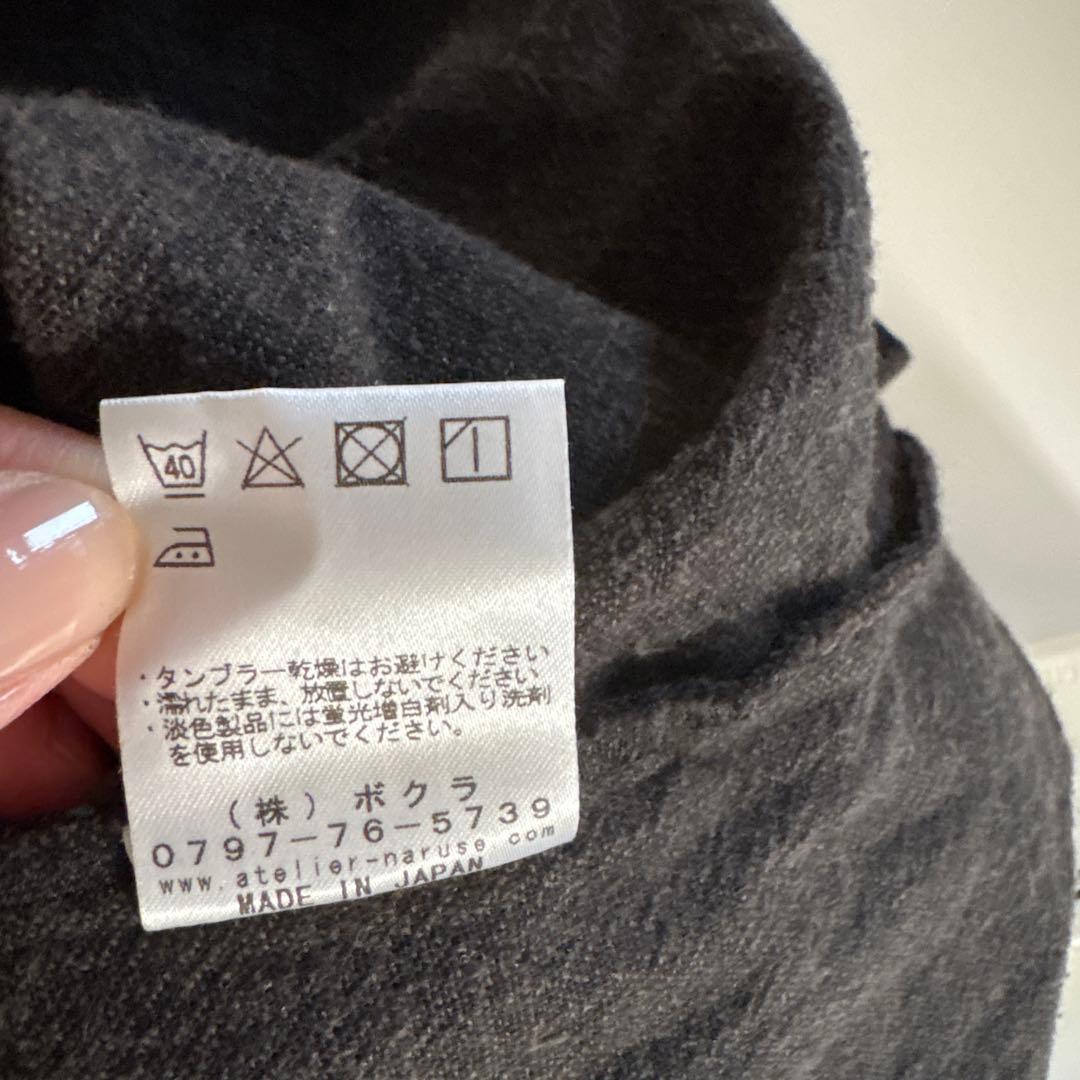 40
・タンブラー乾燥はお避けください
・濡れたまま、放置しないでください
・淡色製品には蛍光増白剤入り洗剤
を使用しないでください。
（株）ボクラ
0797-76-5739
www.atelier-naruse.com
MADE IN JAPAN